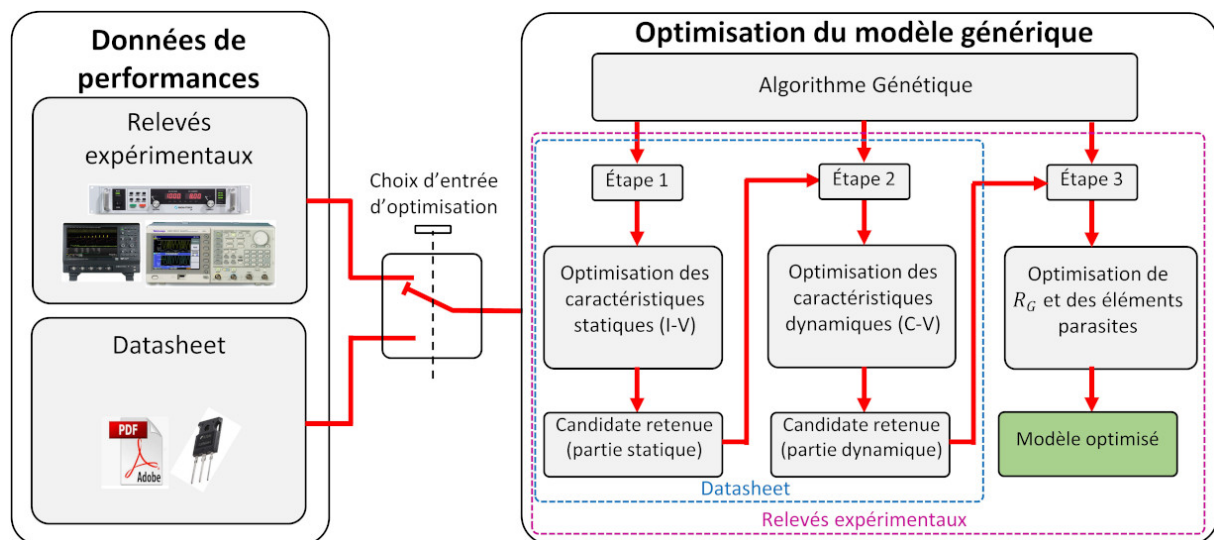 Données de
performances
Relevés
expérimentaux
Datasheet
PDF
Adobe
Choix d'entrée
d'optimisation
Optimisation du modèle générique
Algorithme Génétique
Étape 1
Étape 2
Étape 3
Optimisation des
caractéristiques
statiques (I-V)
Optimisation des
caractéristiques
dynamiques (C-V)
Optimisation de
R_G et des éléments
parasites
Candidate retenue
(partie statique)
Candidate retenue
(partie dynamique)
Modèle optimisé
Datasheet
Relevés expérimentaux